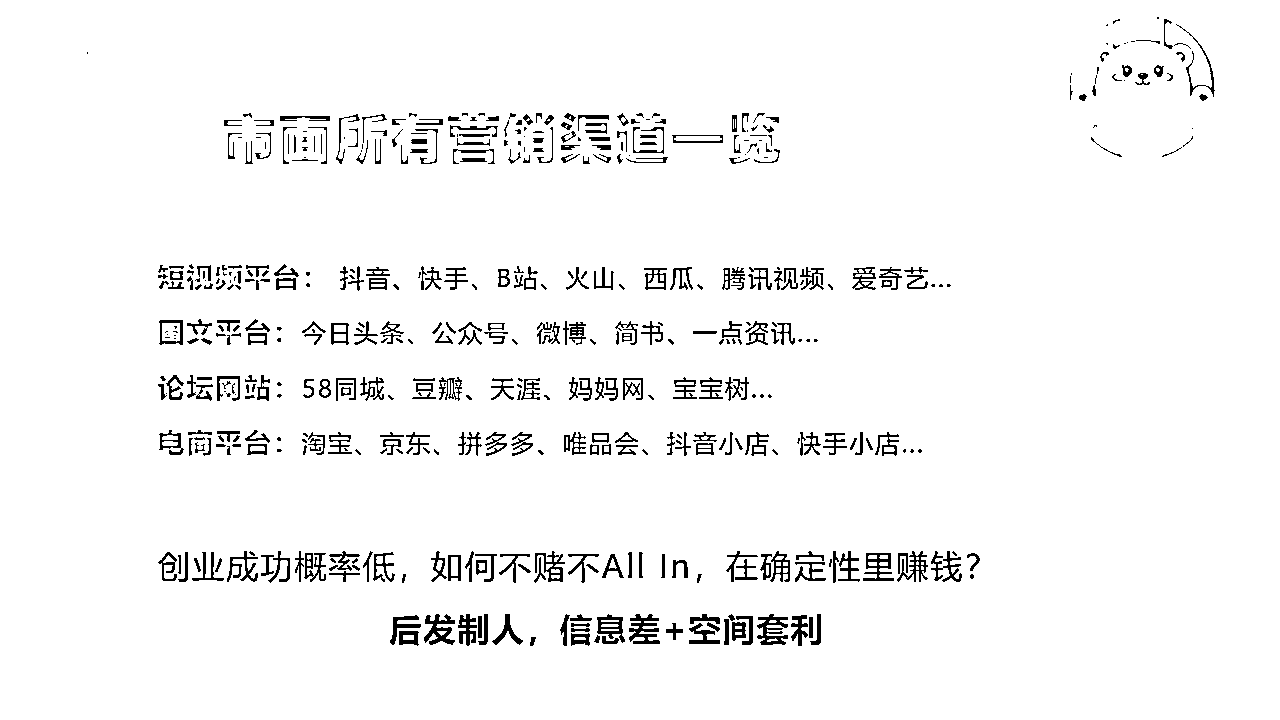 市面所有营销渠道一览
短视频平台： 抖音、快手、B站、火山、西瓜、腾讯视频、爱奇艺...
图文平台：今日头条、公众号、微博、简书、一点资讯...
论坛网站：58同城、豆瓣、天涯、妈妈网、宝宝树...
电商平台：淘宝、京东、拼多多、唯品会、抖音小店、快手小店...
创业成功概率低，如何不赌不All In，在确定性里赚钱？
后发制人，信息差+空间套利